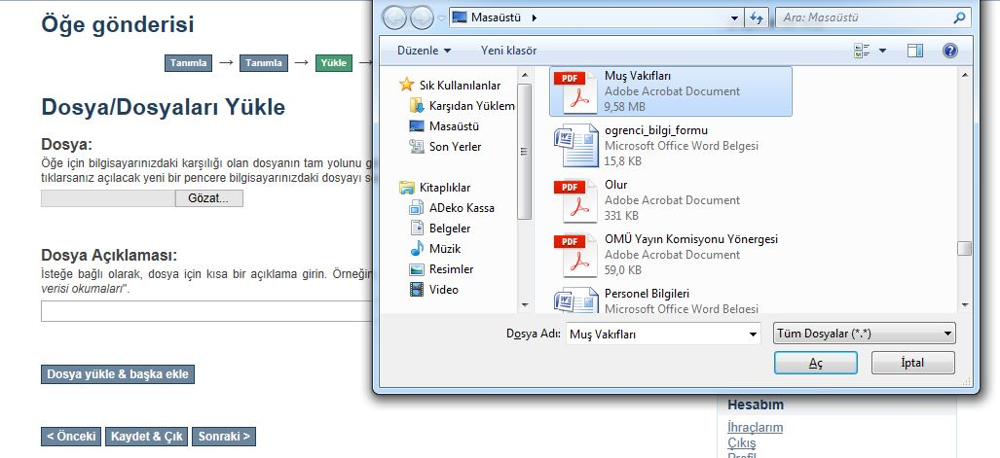 Öğe gönderisi
Tanımla → Tanımla → Yükle →
Dosya/Dosyaları Yükle
Dosya:
Öğe için bilgisayarınızdaki karşılığı olan dosyanın tam yolunu
tıklarsanız açılacak yeni bir pencere bilgisayarınızdaki dosyayı
Gözat...
Dosya Açıklaması:
İsteğe bağlı olarak, dosya için kısa bir açıklama girin. Örneğin
verisi okumaları".
Dosya yükle & başka ekle
< Önceki
Kaydet & Çık
Sonraki >
Masaüstü
Ara: Masaüstü
Düzenle
Yeni klasör
Sık Kullanılanlar
Karşıdan Yüklem
Masaüstü
Son Yerler
Kitaplıklar
ADeko Kassa
Belgeler
Müzik
Resimler
Video
PDF
Muş Vakıfları
Adobe Acrobat Document
9,58 MB
ogrenci_bilgi_formu
Microsoft Office Word Belgesi
15,8 KB
PDF
Olur
Adobe Acrobat Document
331 KB
PDF
OMÜ Yayın Komisyonu Yönergesi
Adobe Acrobat Document
59,0 KB
Personel Bilgileri
Microsoft Office Word Belgesi
Dosya Adı:
Muş Vakıfları
Tüm Dosyalar (*.*)
Aç
İptal
Hesabım
İhraçlarım
Çıkış
Profil